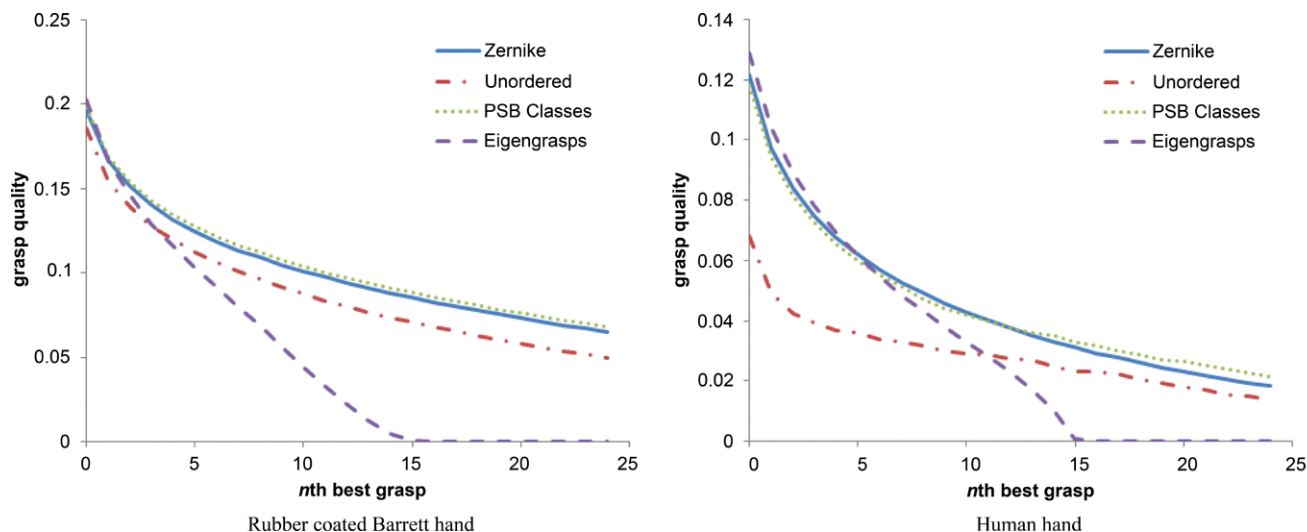 0.25
0.2
0.15
0.1
0.05
0
grasp quality
Zernike
Unordered
PSB Classes
Eigengrasps
0 5 10 15 20 25
nth best grasp
Rubber coated Barrett hand
0.14
0.12
0.1
0.08
0.06
0.04
0.02
0
grasp quality
Zernike
Unordered
PSB Classes
Eigengrasps
0 5 10 15 20 25
nth best grasp
Human hand